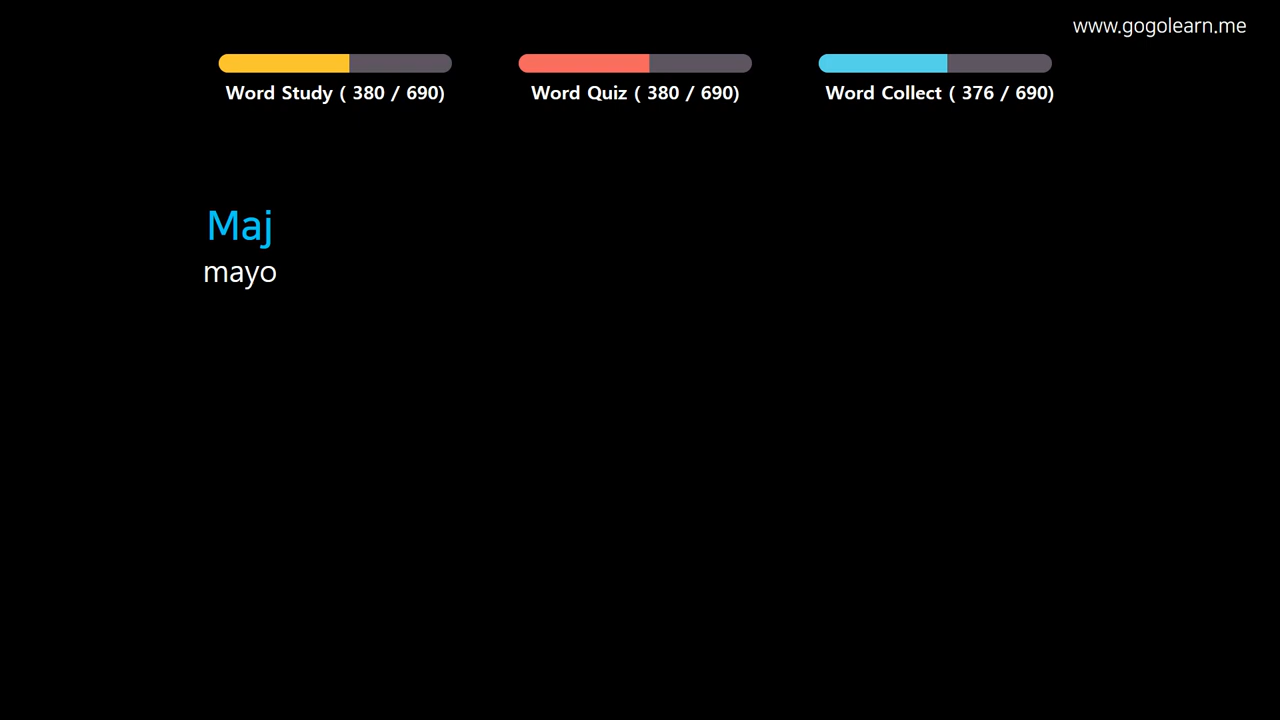 www.gogolearn.me
Word Study ( 380 / 690)
Word Quiz ( 380 / 690)
Word Collect ( 376 / 690)
Maj
mayo